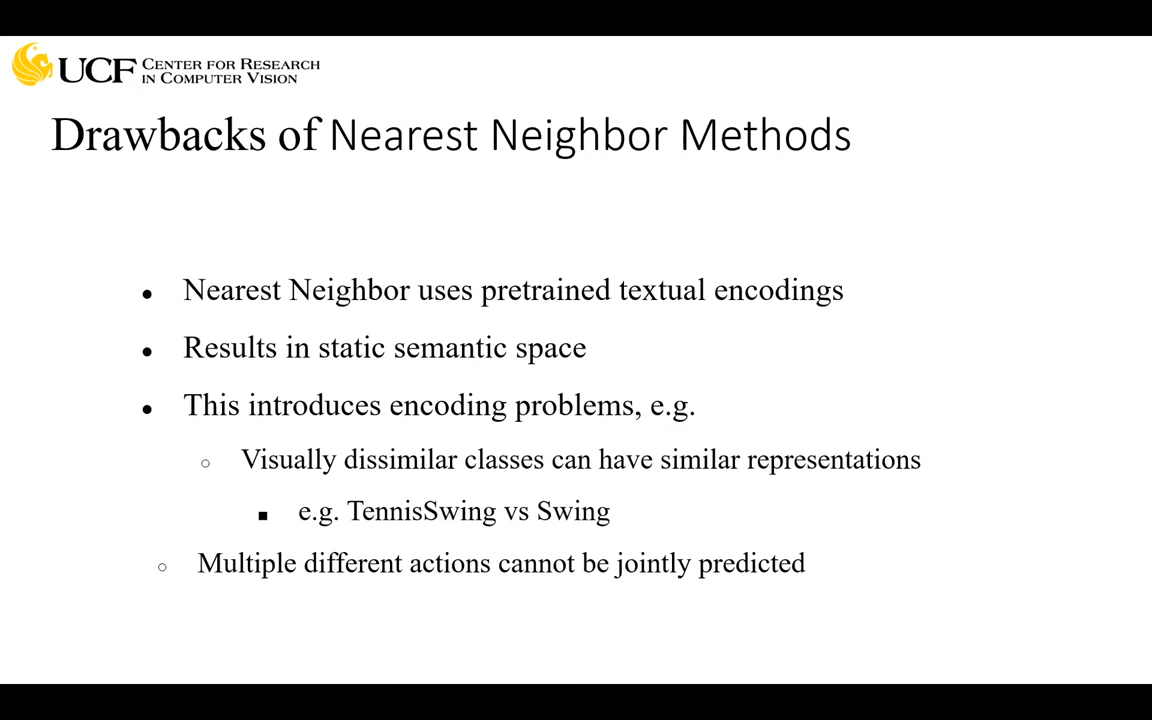 UCF CENTER FOR RESEARCH
IN COMPUTER VISION
Drawbacks of Nearest Neighbor Methods
• Nearest Neighbor uses pretrained textual encodings
• Results in static semantic space
• This introduces encoding problems, e.g.
○ Visually dissimilar classes can have similar representations
■ e.g. TennisSwing vs Swing
○ Multiple different actions cannot be jointly predicted